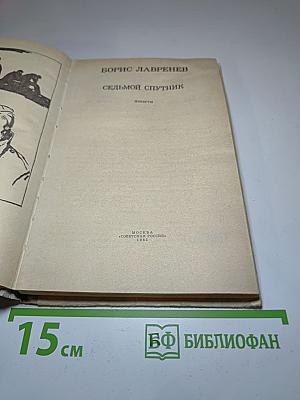 БОРИС ЛАВРЕНЕВ
СЕДЬМОЙ СПУТНИК
ПОВЕСТИ
МОСКВА
«СОВЕТСКАЯ РОССИЯ»
15 см
БФ БИБЛИОФАН